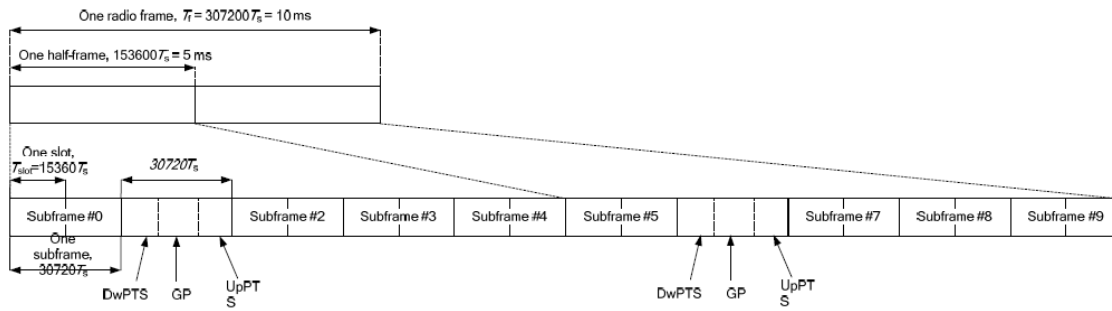 One radio frame, Tf = 307200Ts = 10 ms
One half-frame, 153600Ts = 5 ms
One slot,
Tslot=15360Ts
30720Ts
Subframe #0
Subframe #2
Subframe #3
Subframe #4
Subframe #5
Subframe #7
Subframe #8
Subframe #9
One
subframe,
30720Ts
DwPTS
GP
UpPT
S
DwPTS
GP
UpPT
S